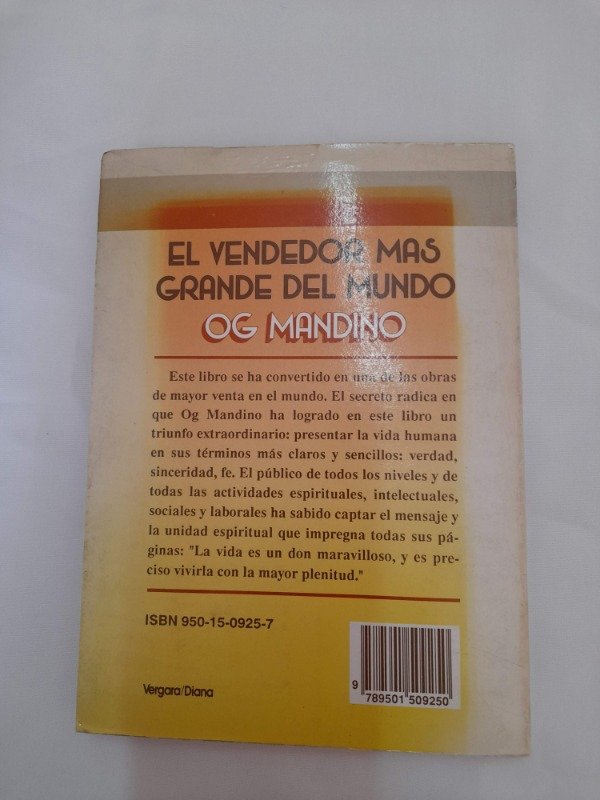 EL VENDEDOR MAS
GRANDE DEL MUNDO
OG MANDINO
Este libro se ha convertido en una de las obras
de mayor venta en el mundo. El secreto radica en
que Og Mandino ha logrado en este libro un
triunfo extraordinario: presentar la vida humana
en sus términos más claros y sencillos: verdad,
sinceridad, fe. El público de todos los niveles y de
todas las actividades espirituales, intelectuales,
sociales y laborales ha sabido captar el mensaje y
la unidad espiritual que impregna todas sus pá-
ginas: "La vida es un don maravilloso, y es pre-
ciso vivirla con la mayor plenitud."
ISBN 950-15-0925-7
Vergara/Diana
9 789501 509250